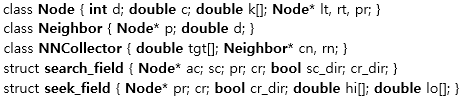 class Node { int d; double c; double k[]; Node* lt, rt, pr; }
class Neighbor { Node* p; double d; }
class NNCollector { double tgt[]; Neighbor* cn, rn; }
struct search_field { Node* ac; sc; pr; cr; bool sc_dir; cr_dir; }
struct seek_field { Node* pr; cr; bool cr_dir; double hi[]; double lo[]; }